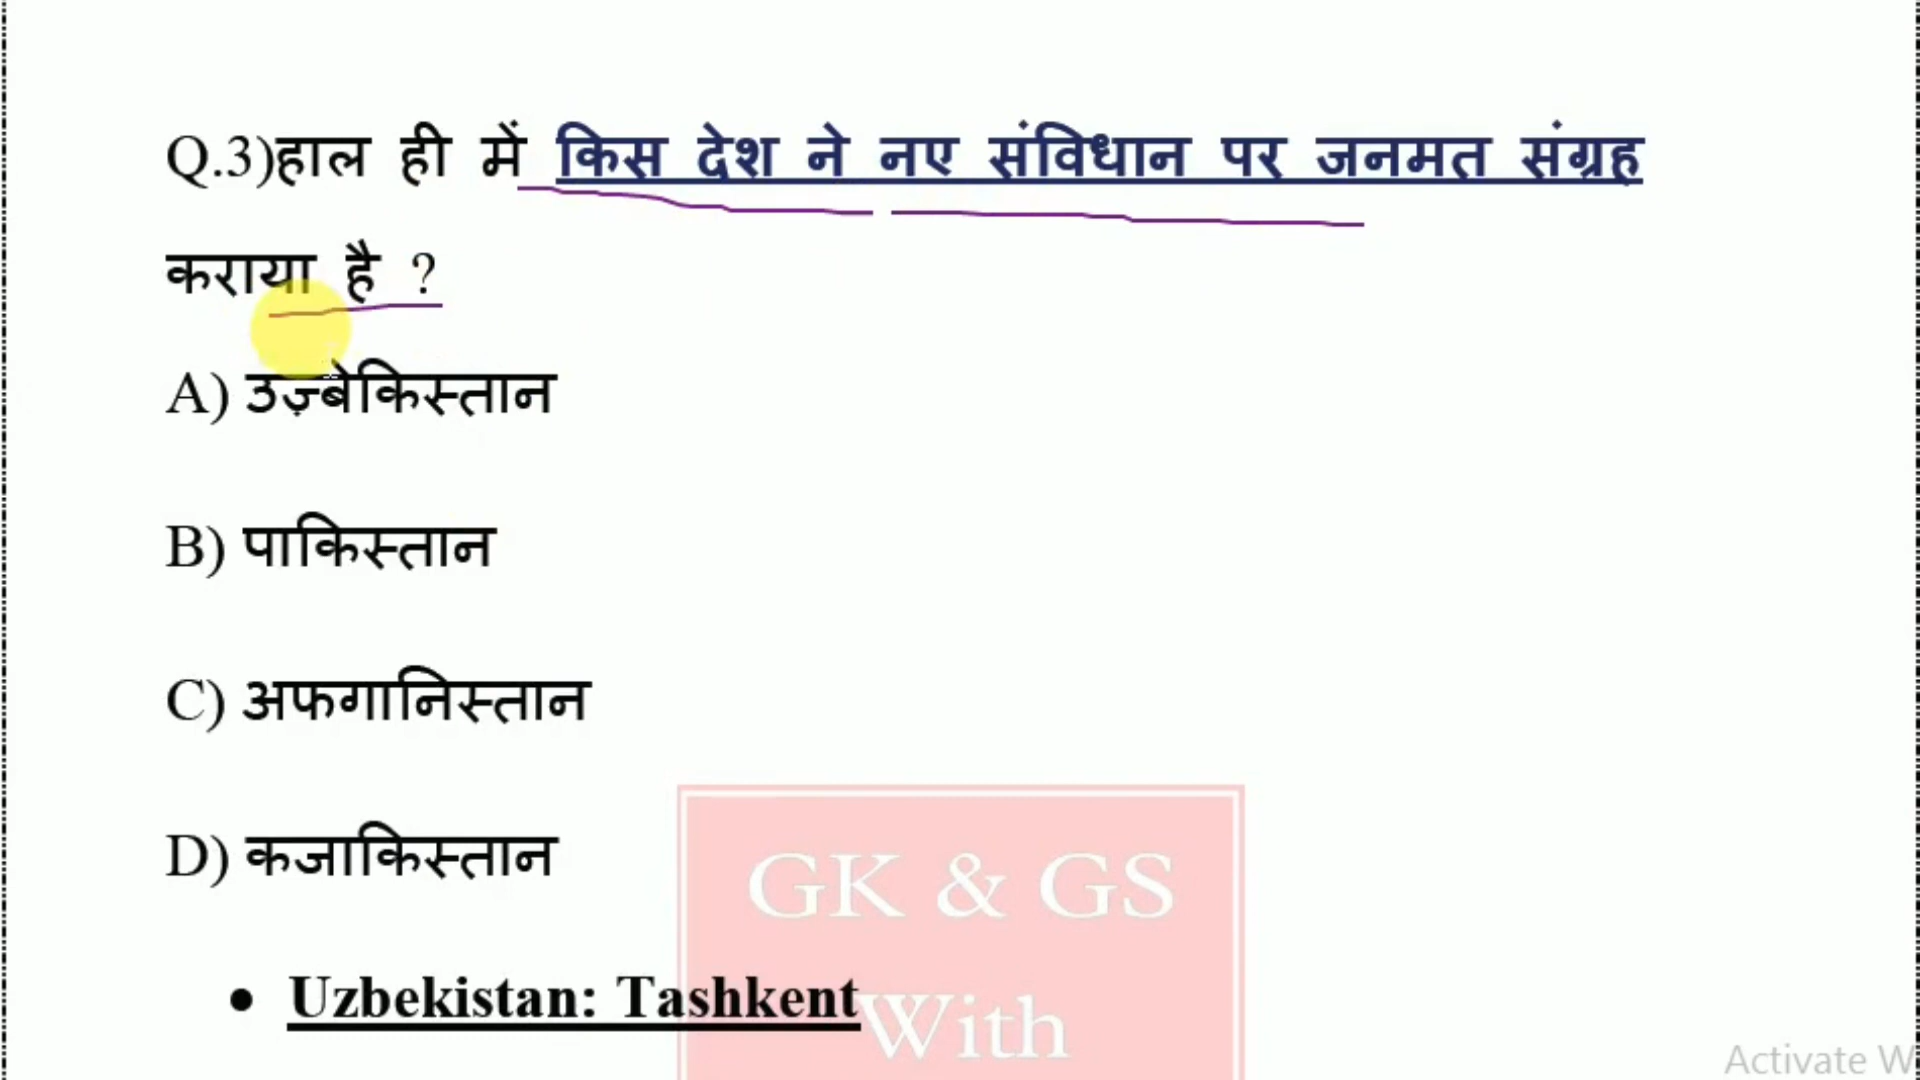 Q.3)हाल ही में किस देश ने नए संविधान पर जनमत संग्रह
कराया है ?
A) उज़्बेकिस्तान
B) पाकिस्तान
C) अफगानिस्तान
D) कजाकिस्तान
GK & GS
• Uzbekistan: Tashkent
With
Activate W